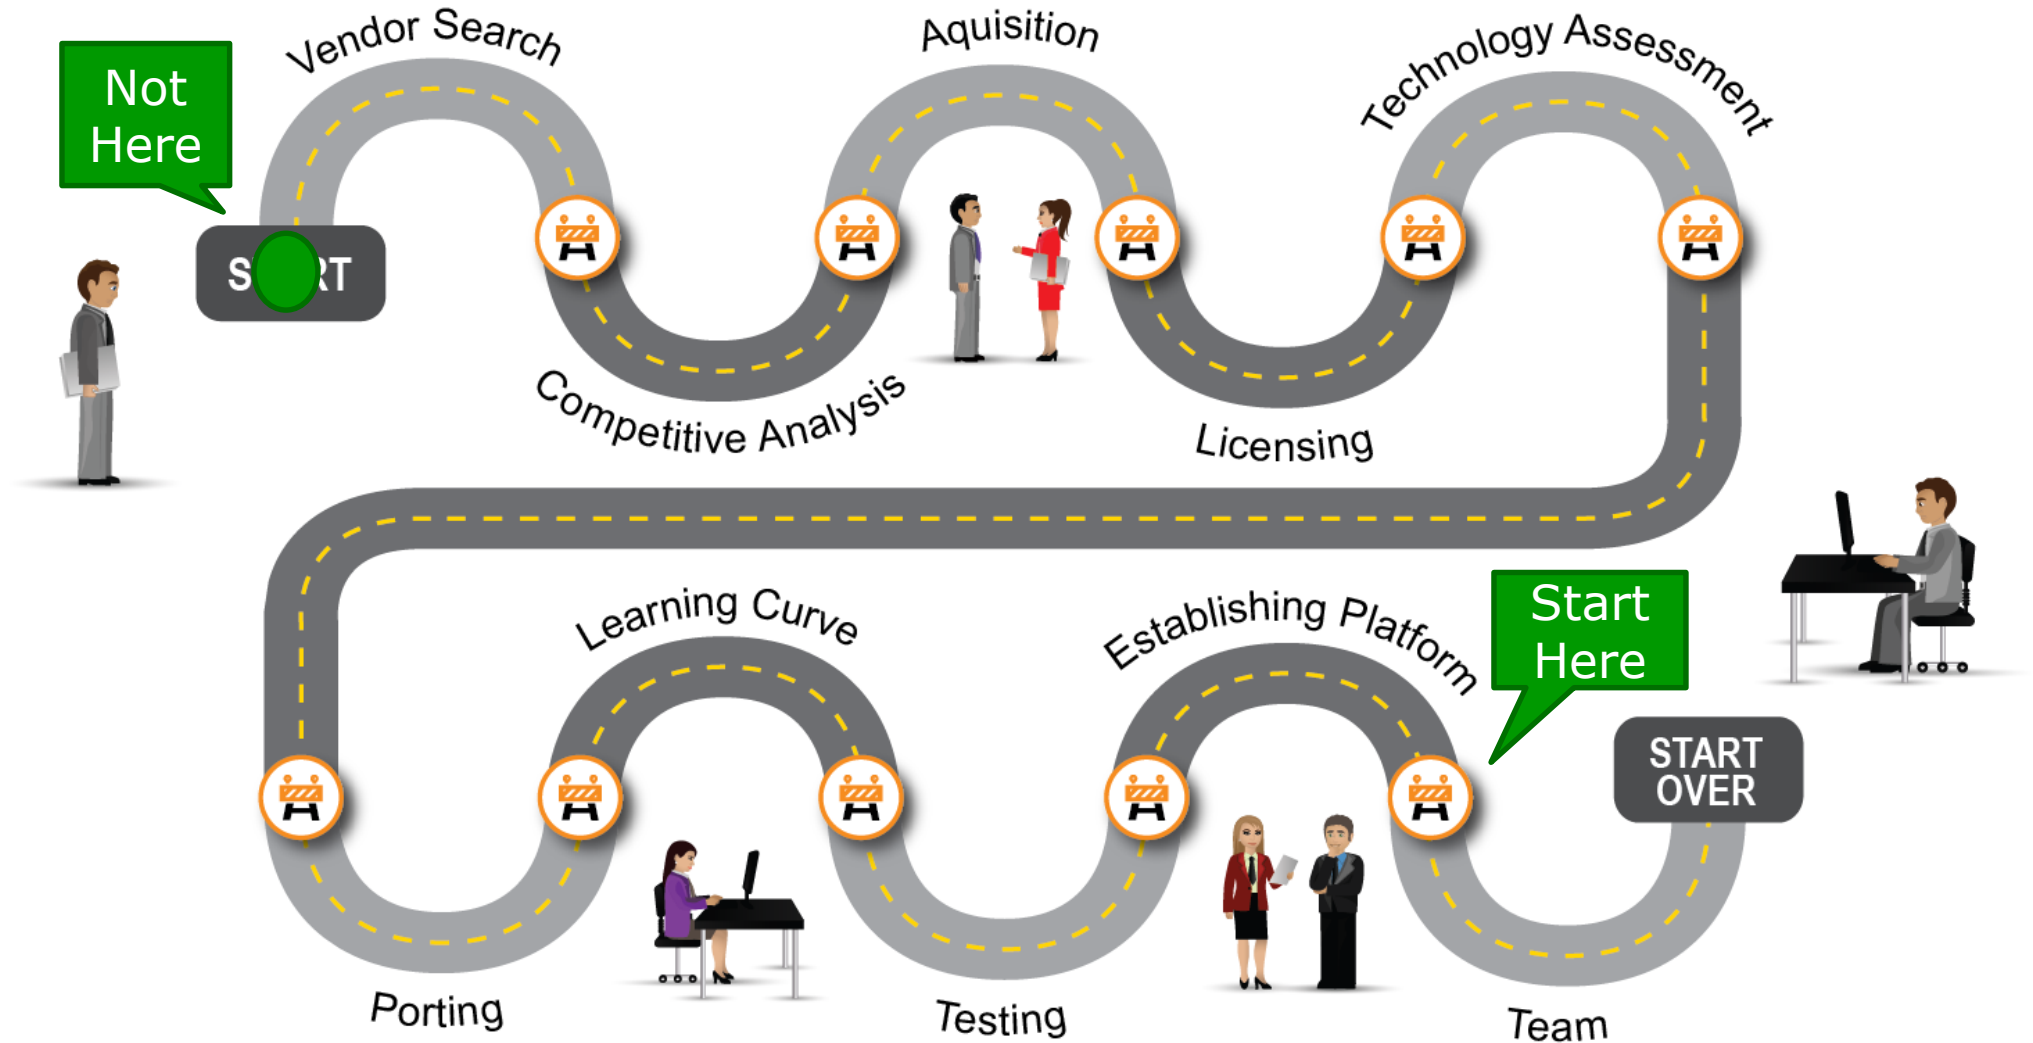 Vendor Search
Aquisition
Technology Assessment
Not
Here
S RT
Competitive Analysis
Licensing
Learning Curve
Establishing Platform
Start
Here
START
OVER
Porting
Testing
Team